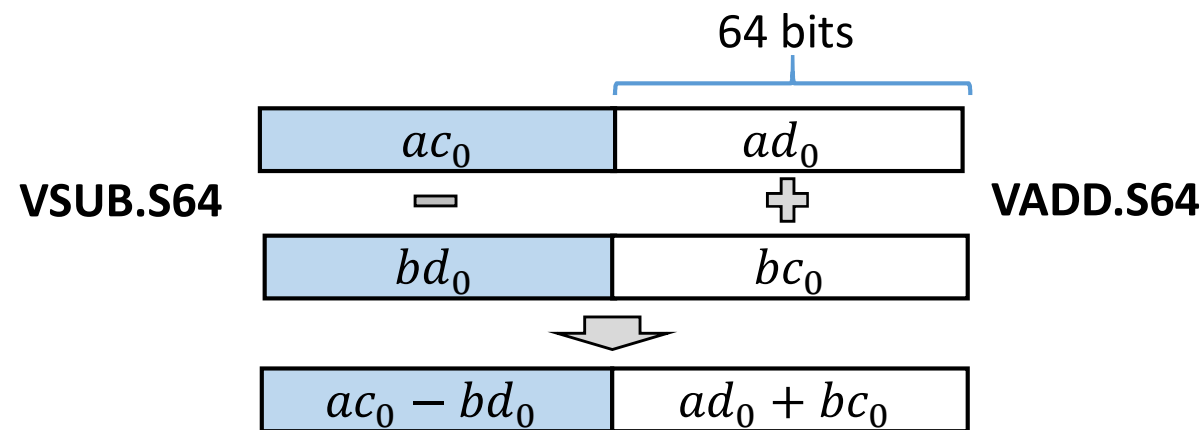 64 bits
𝑎𝑐₀ 𝑎𝑑₀
VSUB.S64 − + VADD.S64
𝑏𝑑₀ 𝑏𝑐₀
𝑎𝑐₀ − 𝑏𝑑₀ 𝑎𝑑₀ + 𝑏𝑐₀